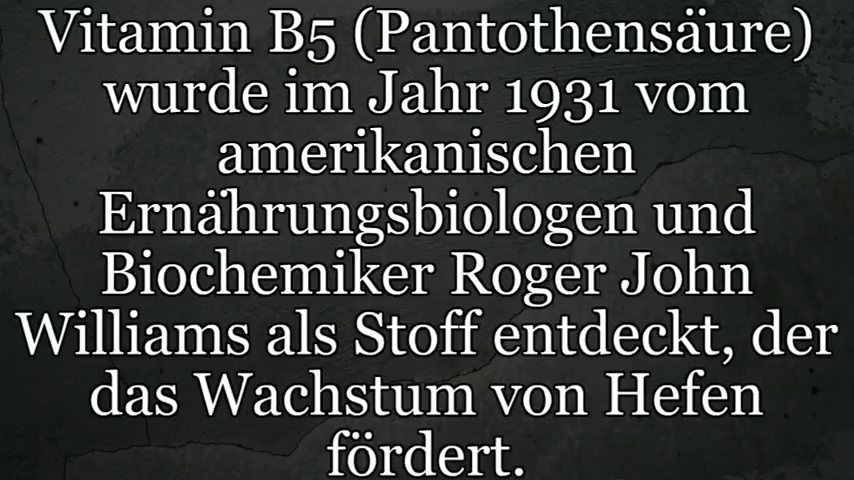 Vitamin B5 (Pantothensäure)
wurde im Jahr 1931 vom
amerikanischen
Ernährungsbiologen und
Biochemiker Roger John
Williams als Stoff entdeckt, der
das Wachstum von Hefen
fördert.